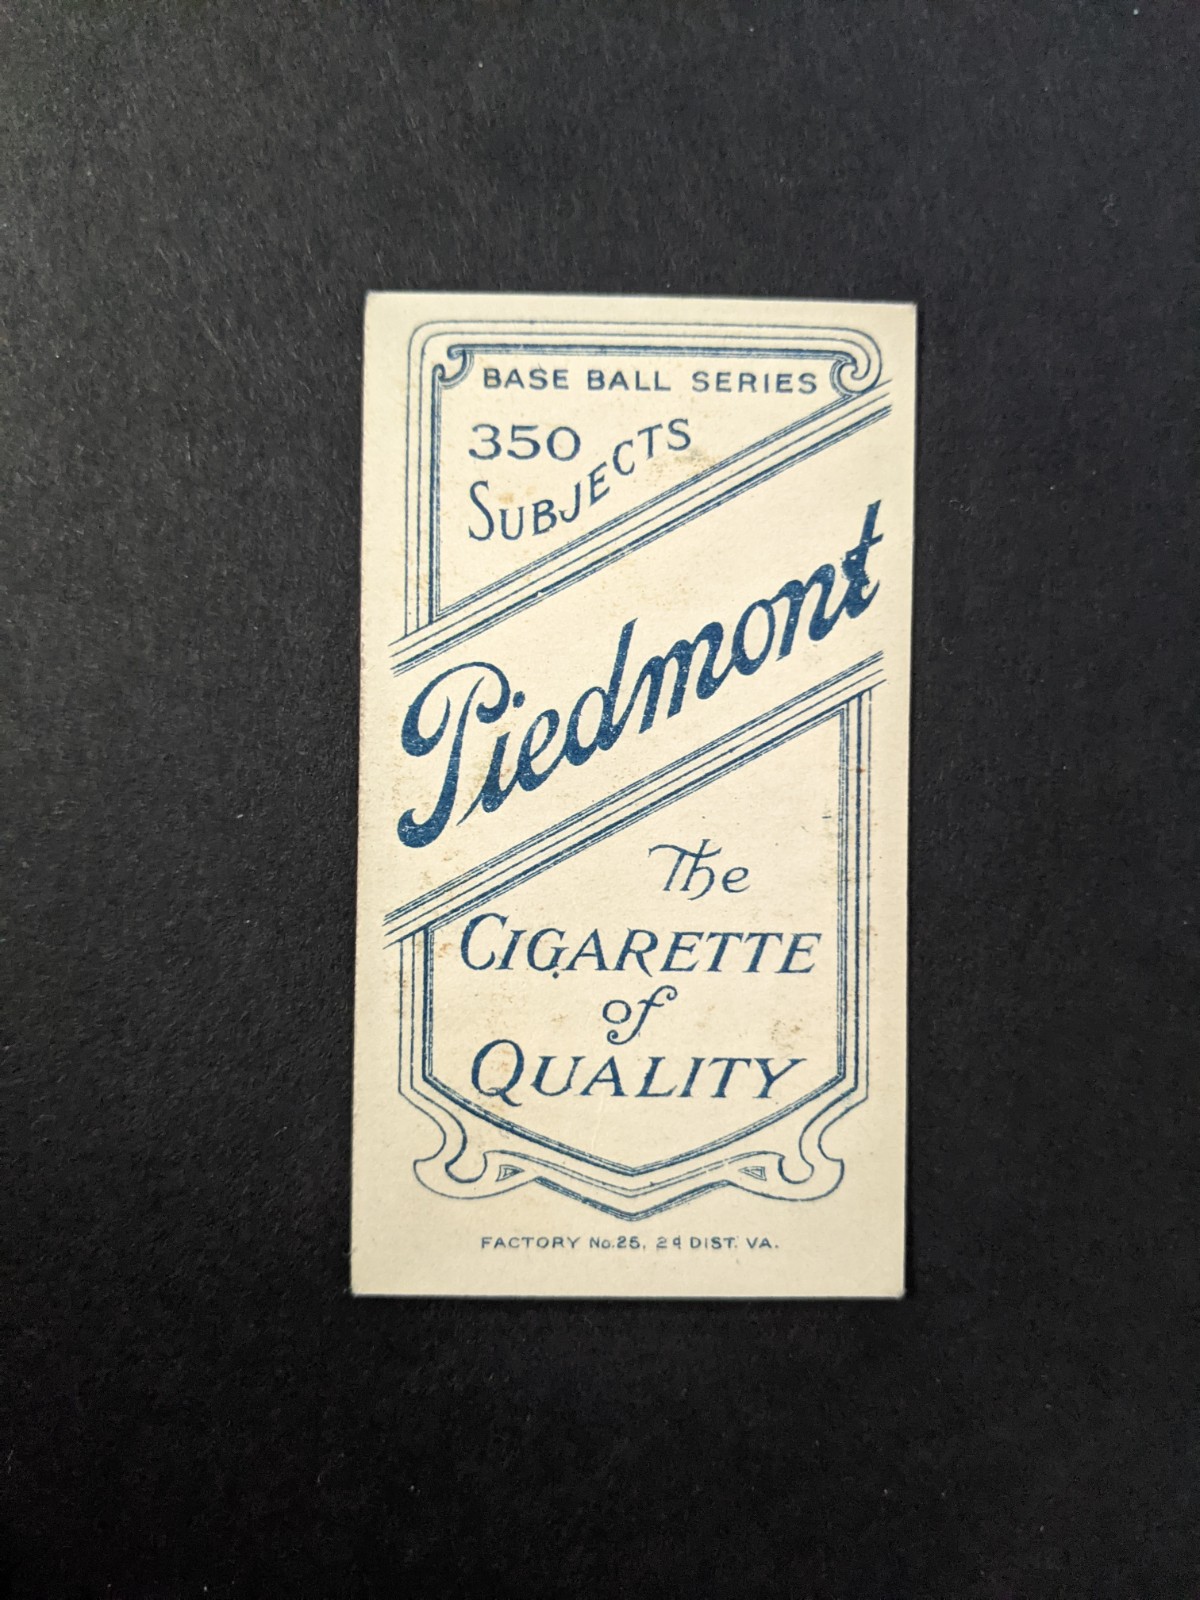 BASE BALL SERIES
350
SUBJECTS
Piedmont
The
CIGARETTE
of
QUALITY
FACTORY No. 25, 2d DIST. VA.